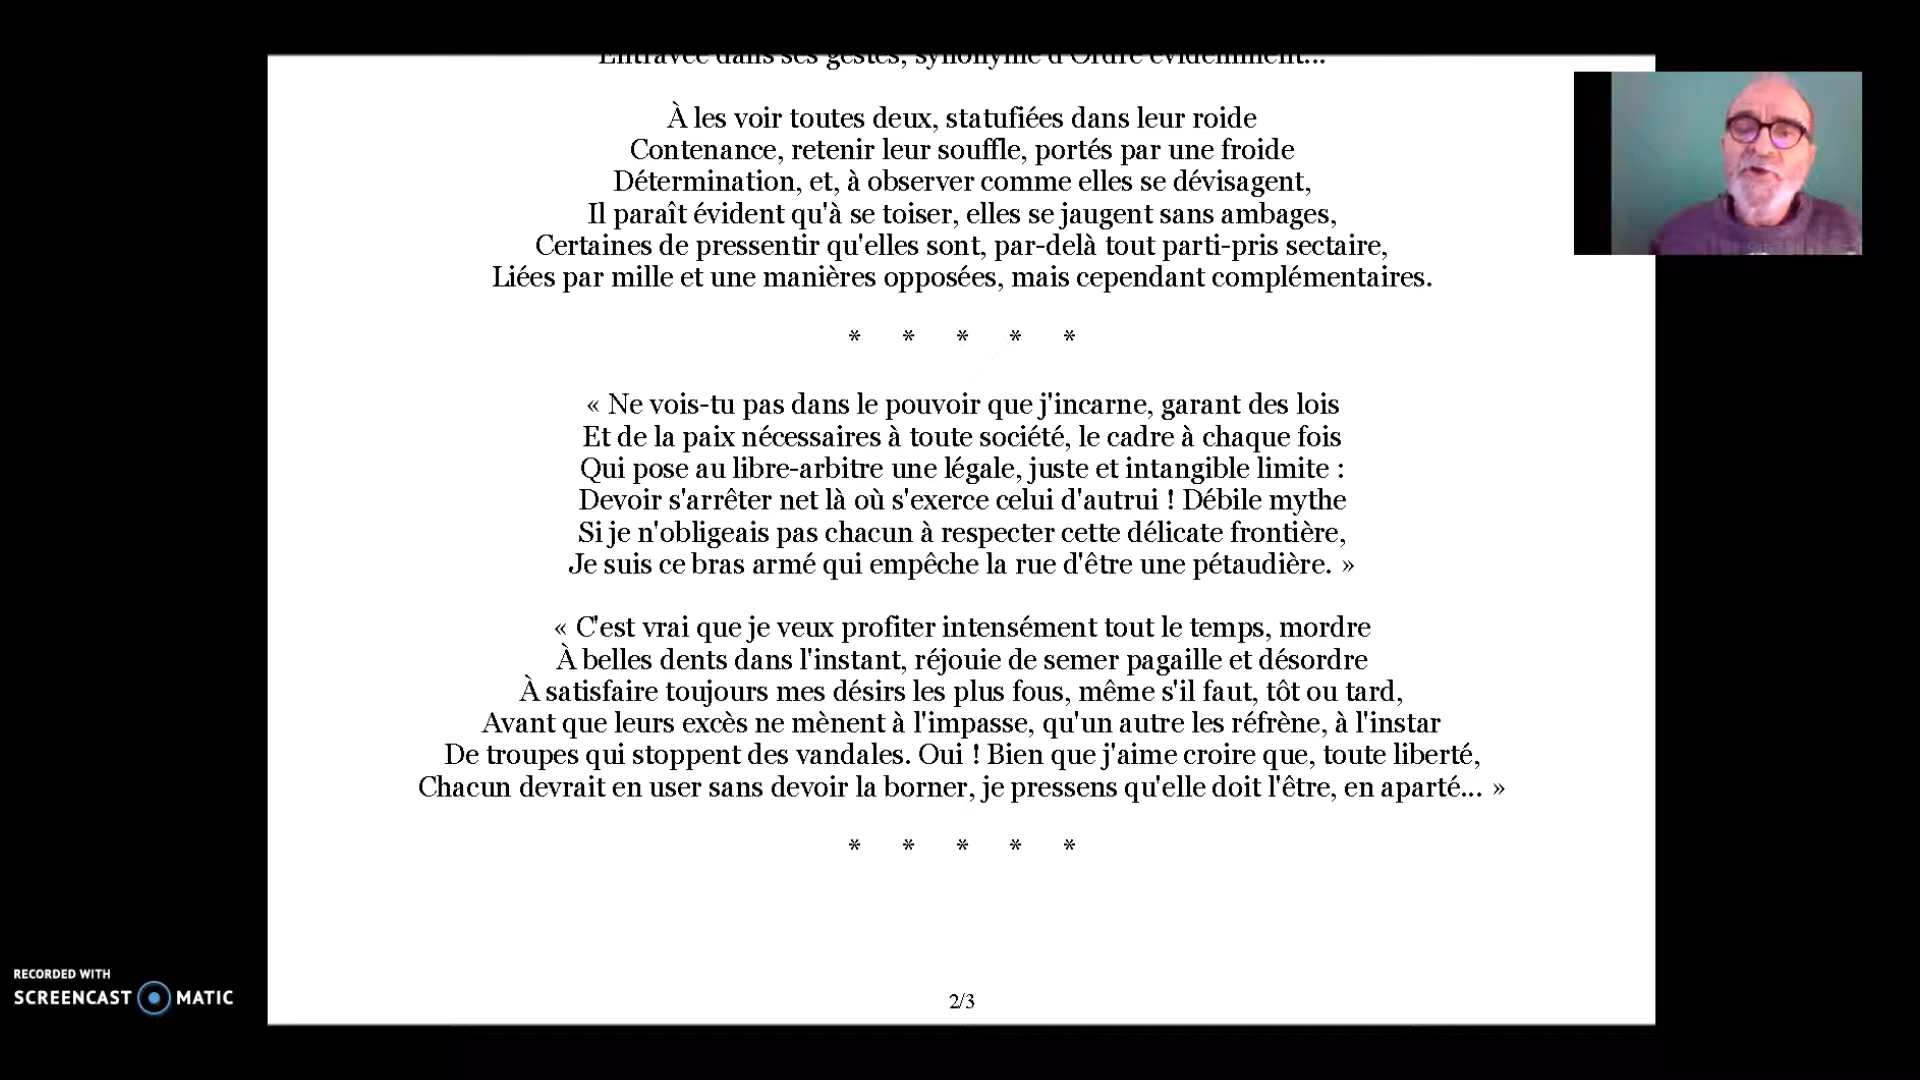 Entravée dans ses gestes, synonyme d'Ordre évidemment...
À les voir toutes deux, statufiées dans leur roide
Contenance, retenir leur souffle, portés par une froide
Détermination, et, à observer comme elles se dévisagent,
Il paraît évident qu'à se toiser, elles se jaugent sans ambages,
Certaines de pressentir qu'elles sont, par-delà tout parti-pris sectaire,
Liées par mille et une manières opposées, mais cependant complémentaires.
* * * * *
« Ne vois-tu pas dans le pouvoir que j'incarne, garant des lois
Et de la paix nécessaires à toute société, le cadre à chaque fois
Qui pose au libre-arbitre une légale, juste et intangible limite :
Devoir s'arrêter net là où s'exerce celui d'autrui ! Débile mythe
Si je n'obligeais pas chacun à respecter cette délicate frontière,
Je suis ce bras armé qui empêche la rue d'être une pétaudière. »
« C'est vrai que je veux profiter intensément tout le temps, mordre
À belles dents dans l'instant, réjouie de semer pagaille et désordre
À satisfaire toujours mes désirs les plus fous, même s'il faut, tôt ou tard,
Avant que leurs excès ne mènent à l'impasse, qu'un autre les réfrène, à l'instar
De troupes qui stoppent des vandales. Oui ! Bien que j'aime croire que, toute liberté,
Chacun devrait en user sans devoir la borner, je pressens qu'elle doit l'être, en aparté... »
* * * * *
2/3
RECORDED WITH
SCREENCAST MATIC